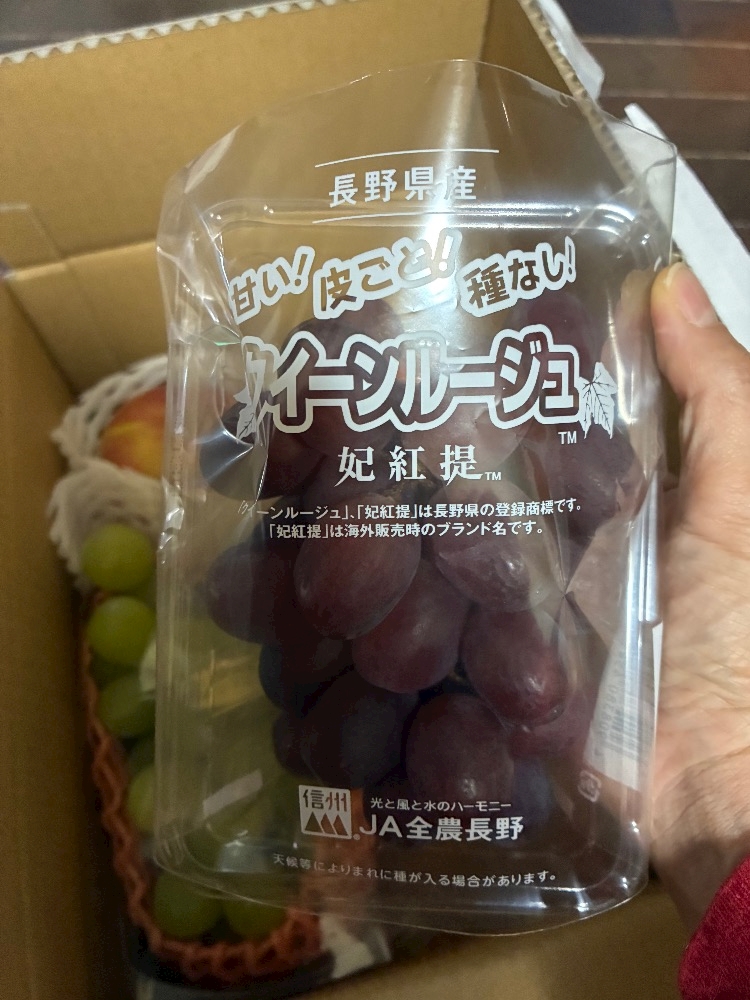 長野県産
甘い! 皮ごと! 種なし!
クイーンルージュ
TM
妃紅提™
「クイーンルージュ」、「妃紅提」は長野県の登録商標です。
「妃紅提」は海外販売時のブランド名です。
信州
光と風と水のハーモニー
JA全農長野
天候等によりまれに種が入る場合があります。